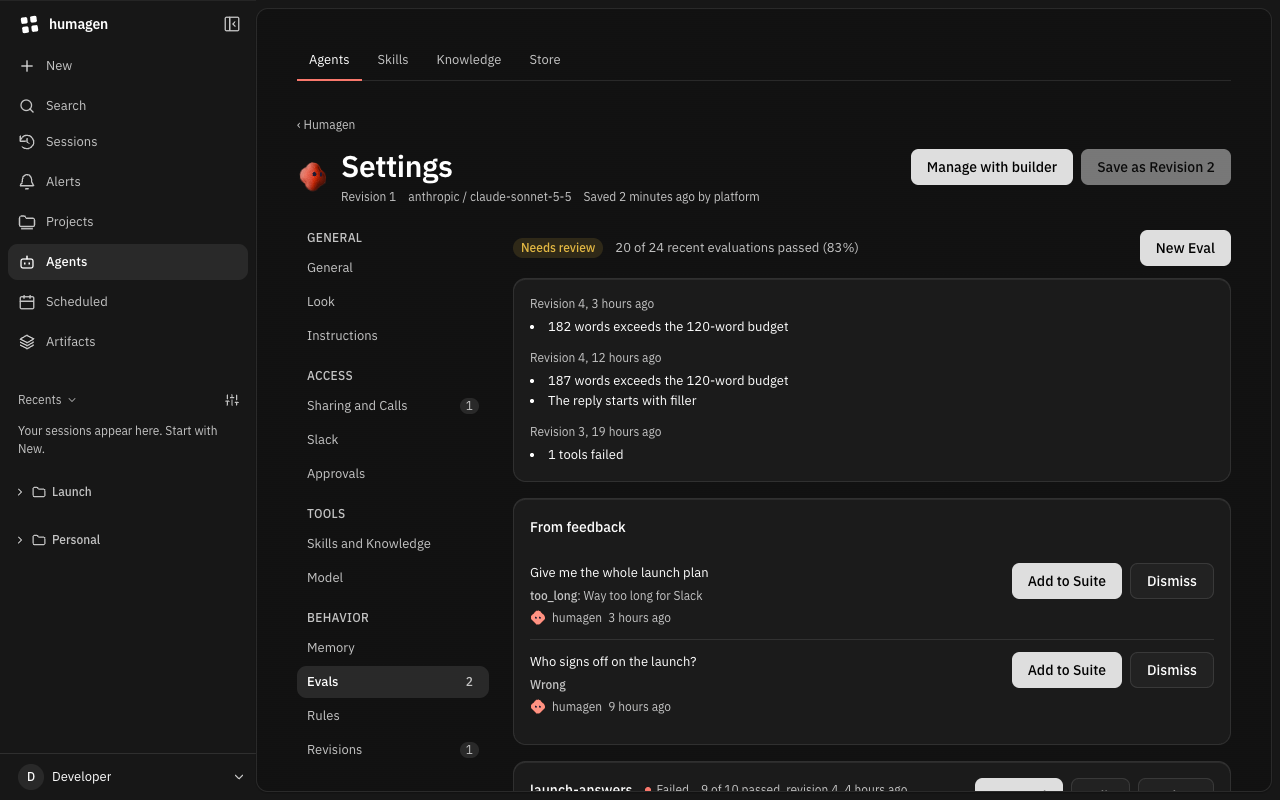 humagen
New
Search
Sessions
Alerts
Projects
Agents
Scheduled
Artifacts
Recents
Your sessions appear here. Start with
New.
Launch
Personal
D Developer
Agents Skills Knowledge Store
‹ Humagen
Settings
Revision 1 anthropic / claude-sonnet-5-5 Saved 2 minutes ago by platform
Manage with builder Save as Revision 2
GENERAL
General
Look
Instructions
ACCESS
Sharing and Calls 1
Slack
Approvals
TOOLS
Skills and Knowledge
Model
BEHAVIOR
Memory
Evals 2
Rules
Revisions 1
Needs review 20 of 24 recent evaluations passed (83%) New Eval
Revision 4, 3 hours ago
• 182 words exceeds the 120-word budget
Revision 4, 12 hours ago
• 187 words exceeds the 120-word budget
• The reply starts with filler
Revision 3, 19 hours ago
• 1 tools failed
From feedback
Give me the whole launch plan
too_long: Way too long for Slack
humagen 3 hours ago
Add to Suite Dismiss
Who signs off on the launch?
Wrong
humagen 9 hours ago
Add to Suite Dismiss
launch-answers Failed 9 of 10 passed, revision 4, 4 hours ago